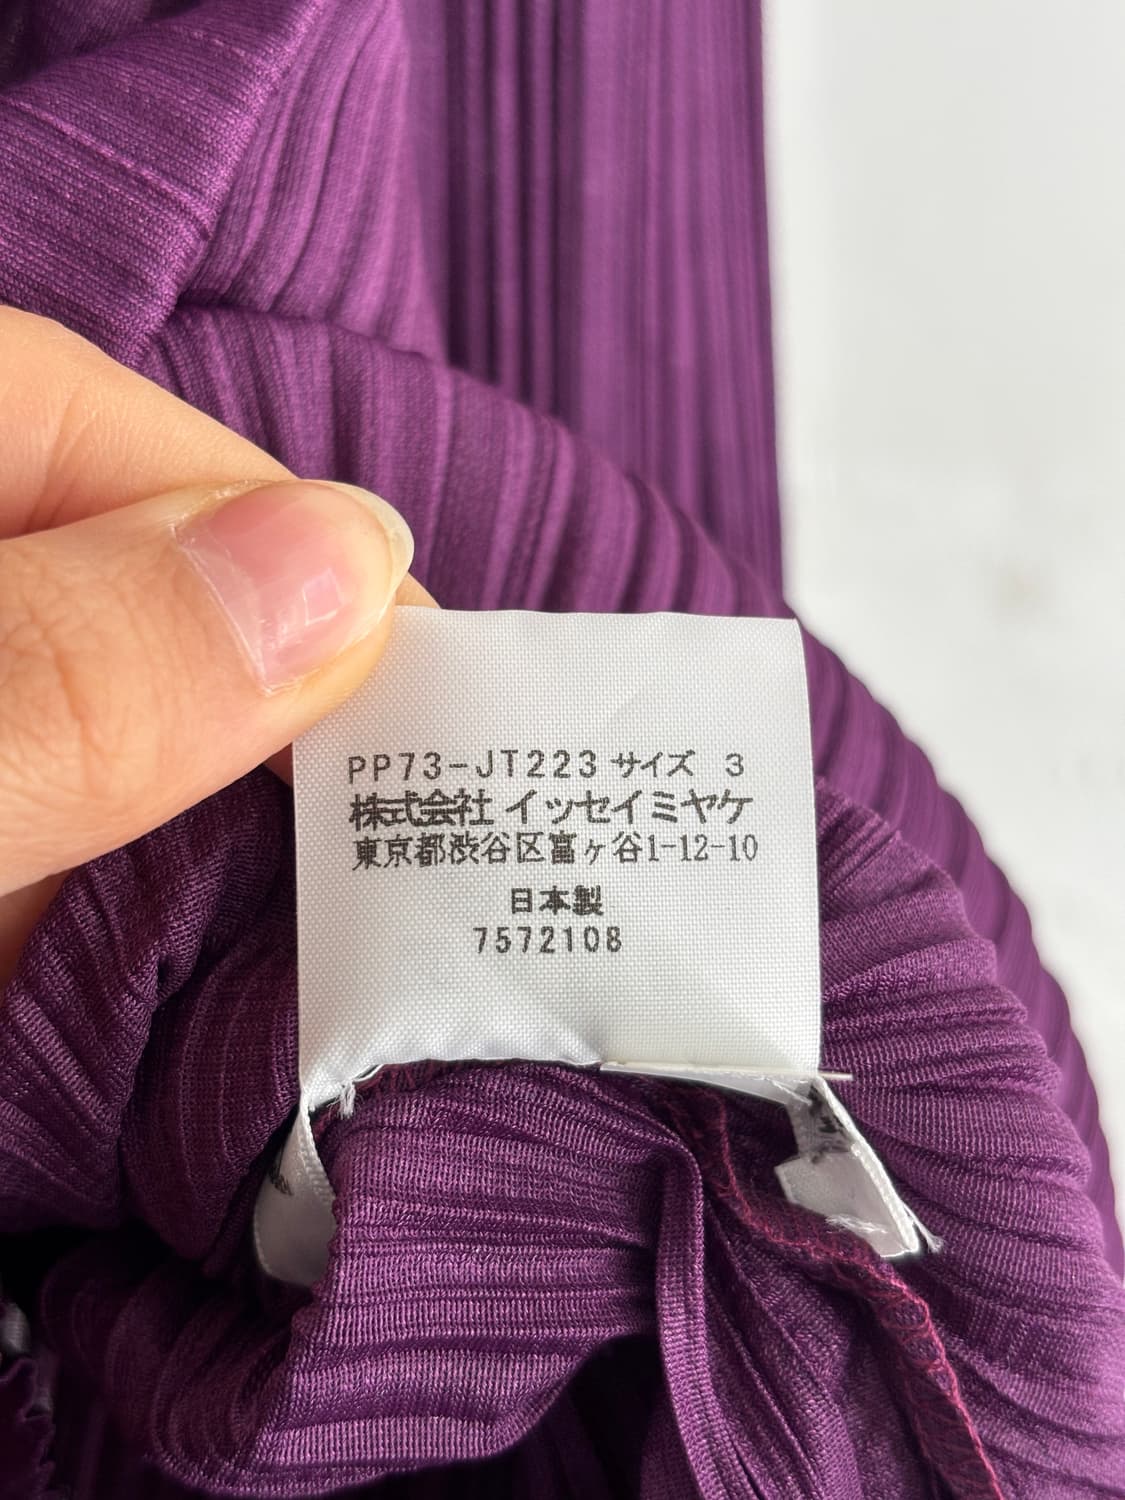 PP73-JT223 サイズ 3
株式会社 イッセイミヤケ
東京都渋谷区富ヶ谷1-12-10
日本製
7572108